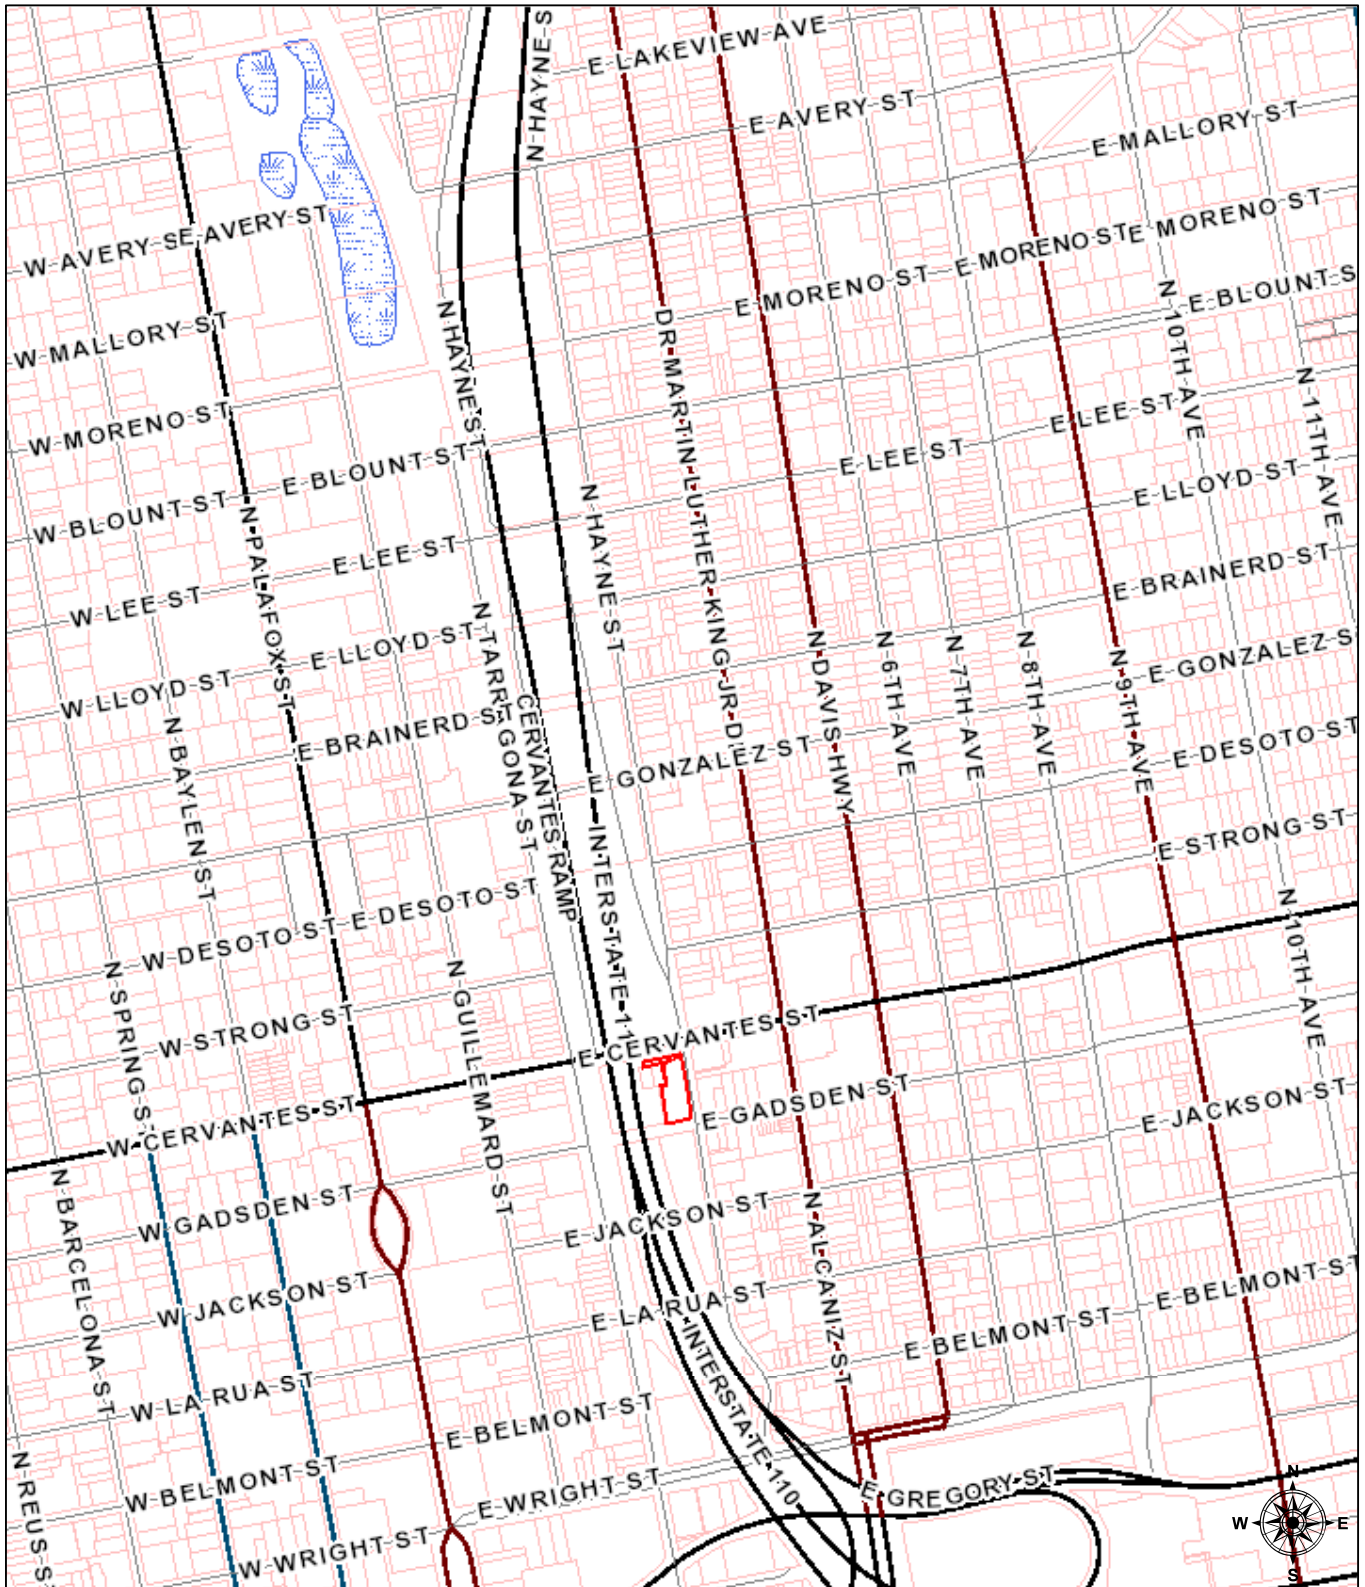 N HAYNE S
E LAKEVIEW AVE
E AVERY ST
E MALLORY ST
W AVERY S
E AVERY ST
E MORENO ST
E MORENO ST
E MORENO ST
E BLOUNT S
W MALLORY ST
N HAYNE ST
DR MARTIN LUTHER KING JR D
N 10TH AVE
N 11TH AVE
W MORENO ST
E LEE ST
E LEE ST
W BLOUNT ST
E BLOUNT ST
E LLOYD ST
N PALAFOX ST
N HAYNE ST
W LEE ST
E LEE ST
E BRAINERD ST
W LLOYD ST
E LLOYD ST
N TARRAGONA ST
CERVANTES RAMP
N DAVIS HWY
N 6TH AVE
N 7TH AVE
N 8TH AVE
N 9TH AVE
E GONZALEZ S
N BAYLEN ST
E BRAINERD ST
E GONZALEZ ST
E DESOTO ST
INTERSTATE 11
E STRONG ST
W DESOTO ST
E DESOTO ST
N 10TH AVE
N SPRING S
N GUILLEMARD ST
W STRONG ST
E CERVANTES ST
W CERVANTES ST
E GADSDEN ST
E JACKSON ST
N BARCELONA ST
W GADSDEN ST
E JACKSON ST
N ALCANIZ ST
W JACKSON ST
E LA RUA ST
E BELMONT ST
E BELMONT ST
INTERSTATE 110
W LA RUA ST
E BELMONT ST
N REUS S
W BELMONT ST
E WRIGHT ST
E GREGORY ST
W WRIGHT ST
N
W
E
S